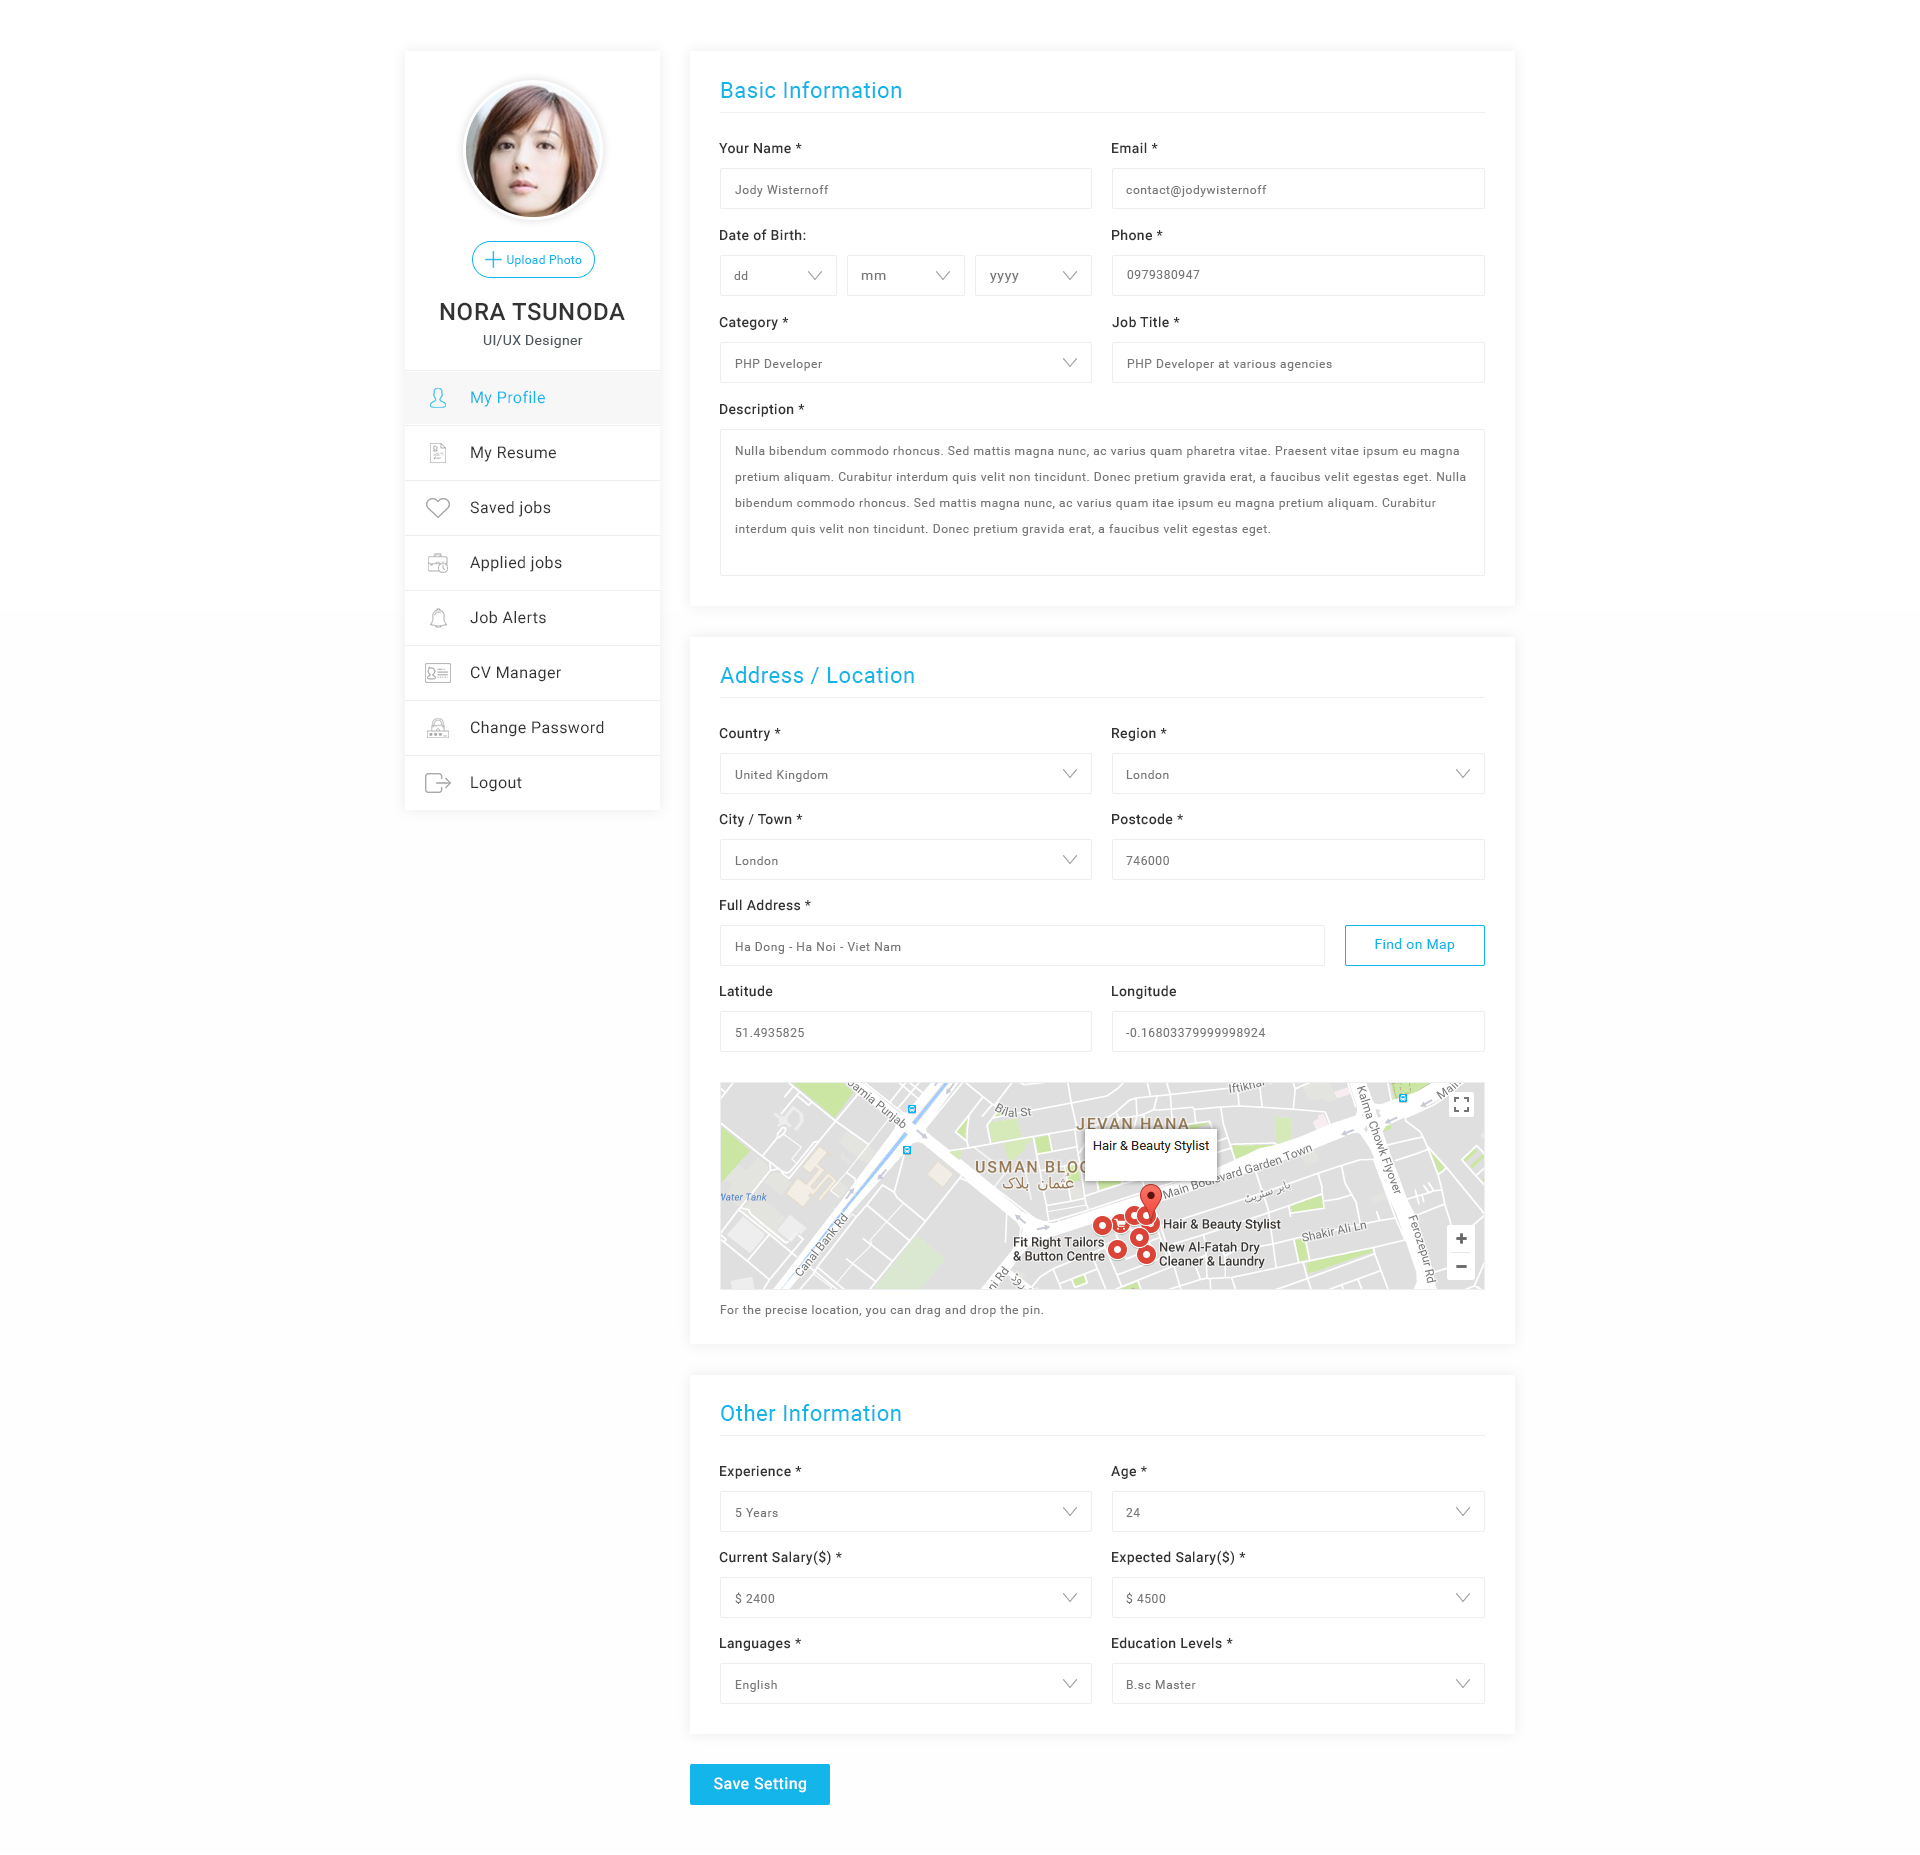 Upload Photo
NORA TSUNODA
UI/UX Designer
My Profile
My Resume
Saved jobs
Applied jobs
Job Alerts
CV Manager
Change Password
Logout
Basic Information
Your Name *
Email *
Jody Wisternoff
contact@jodywisternoff
Date of Birth:
Phone *
dd
mm
yyyy
0979380947
Category *
Job Title *
PHP Developer
PHP Developer at various agencies
Description *
Nulla bibendum commodo rhoncus. Sed mattis magna nunc, ac varius quam pharetra vitae. Praesent vitae ipsum eu magna
pretium aliquam. Curabitur interdum quis velit non tincidunt. Donec pretium gravida erat, a faucibus velit egestas eget. Nulla
bibendum commodo rhoncus. Sed mattis magna nunc, ac varius quam itae ipsum eu magna pretium aliquam. Curabitur
interdum quis velit non tincidunt. Donec pretium gravida erat, a faucibus velit egestas eget.
Address / Location
Country *
Region *
United Kingdom
London
City / Town *
Postcode *
London
746000
Full Address *
Ha Dong - Ha Noi - Viet Nam
Find on Map
Latitude
Longitude
51.4935825
-0.16803379999998924
Punjab
Bilal St
JEVAN HANA
Kalma Chowk Flyover
Hair & Beauty Stylist
USMAN
عثمان بلاک
Main Boulevard Garden Town
بابر سٹریٹ
Water Tank
Canal Bank Rd
Hair & Beauty Stylist
Shakir Ali Ln
Ferozepur Rd
Fit Right Tailors
& Button Centre
New Al-Fatah Dry
Cleaner & Laundry
For the precise location, you can drag and drop the pin.
Other Information
Experience *
Age *
5 Years
24
Current Salary($) *
Expected Salary($) *
$ 2400
$ 4500
Languages *
Education Levels *
English
B.sc Master
Save Setting